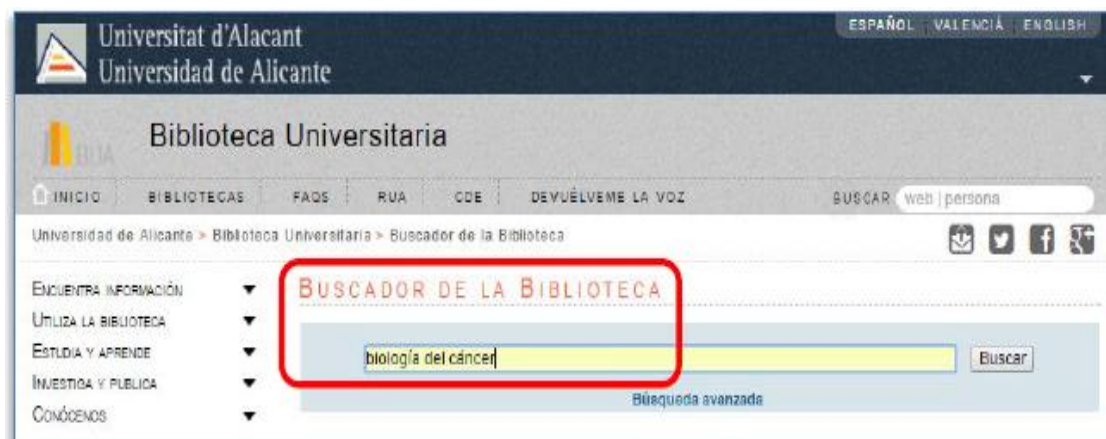 ESPAÑOL VALENCIÀ ENGLISH
Universitat d'Alacant
Universidad de Alicante
BUA
Biblioteca Universitaria
INICIO BIBLIOTECAS FAQS RUA CDE DEVUÉLVEME LA VOZ BUSCAR web | persona
Universidad de Alicante > Biblioteca Universitaria > Buscador de la Biblioteca
ENCUENTRA INFORMACIÓN
UTILIZA LA BIBLIOTECA
ESTUDIA Y APRENDE
INVESTIGA Y PUBLICA
CONÓCENOS
BUSCADOR DE LA BIBLIOTECA
biología del cáncer Buscar
Búsqueda avanzada